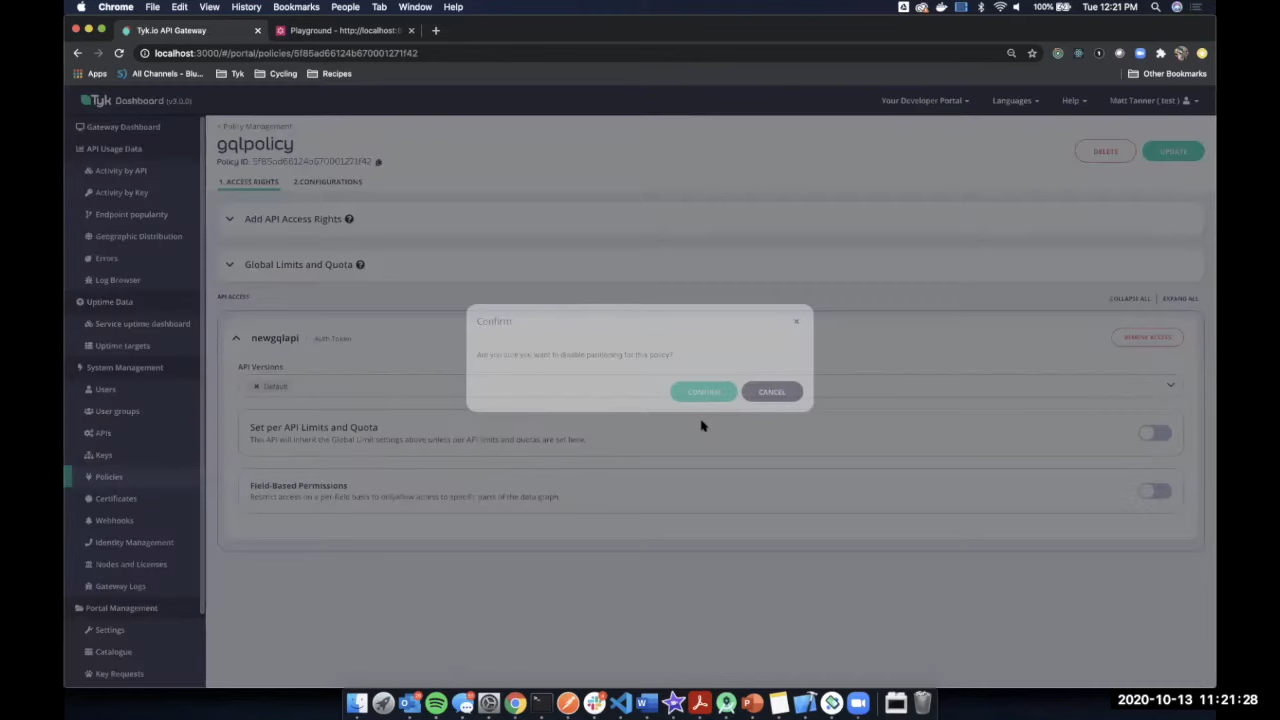 Chrome File Edit View History Bookmarks People Tab Window Help 100% Tue 12:21 PM
Tyk.io API Gateway
Playground - http://localhost:
localhost:3000/#/portal/policies/5f85ad66124b670001271f42
Apps All Channels - Blu... Tyk Cycling Recipes Other Bookmarks
Tyk Dashboard (v3.0.0) Your Developer Portal Languages Help Matt Tanner ( test )
Gateway Dashboard
API Usage Data
Activity by API
Activity by Key
Endpoint popularity
Geographic Distribution
Errors
Log Browser
Uptime Data
Service uptime dashboard
Uptime targets
System Management
Users
User groups
APIs
Keys
Policies
Certificates
Webhooks
Identity Management
Nodes and Licenses
Gateway Logs
Portal Management
Settings
Catalogue
Key Requests
< Policy Management
gqlpolicy
Policy ID: 5f85ad66124b670001271f42
DELETE UPDATE
1. ACCESS RIGHTS 2.CONFIGURATIONS
Add API Access Rights
Global Limits and Quota
API ACCESS COLLAPSE ALL | EXPAND ALL
newgqlapi Auth Token REMOVE ACCESS
API Versions
× Default
Set per API Limits and Quota
This API will inherit the Global Limit settings above unless per API limits and quotas are set here.
Field-Based Permissions
Restrict access on a per-field basis to onlyallow access to specific parts of the data graph
Confirm ×
Are you sure you want to disable partitioning for this policy?
CONFIRM CANCEL
2020-10-13 11:21:28